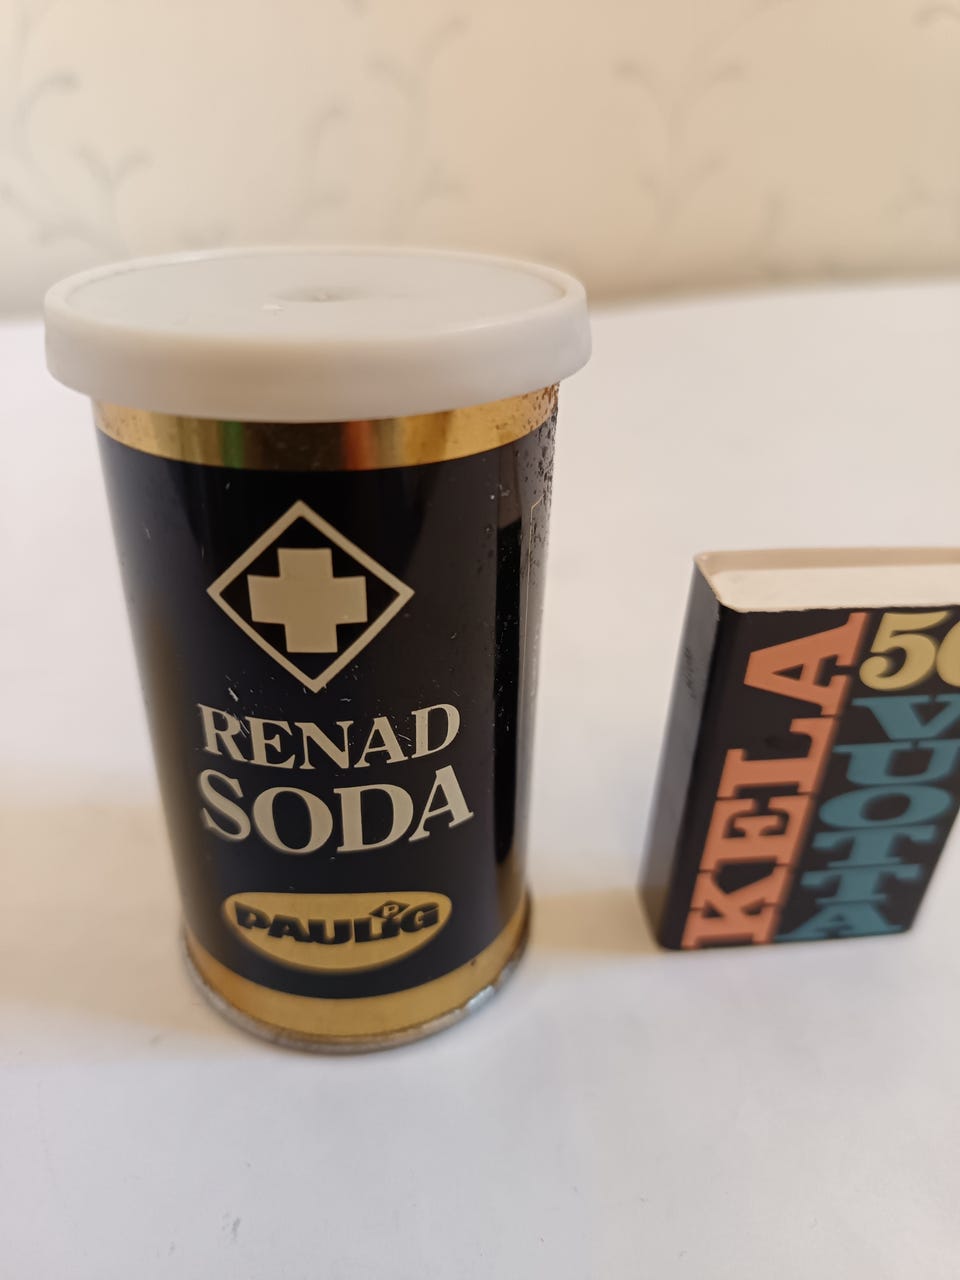 RENAD
SODA
PAULIG
KELA
50
VUOTTA